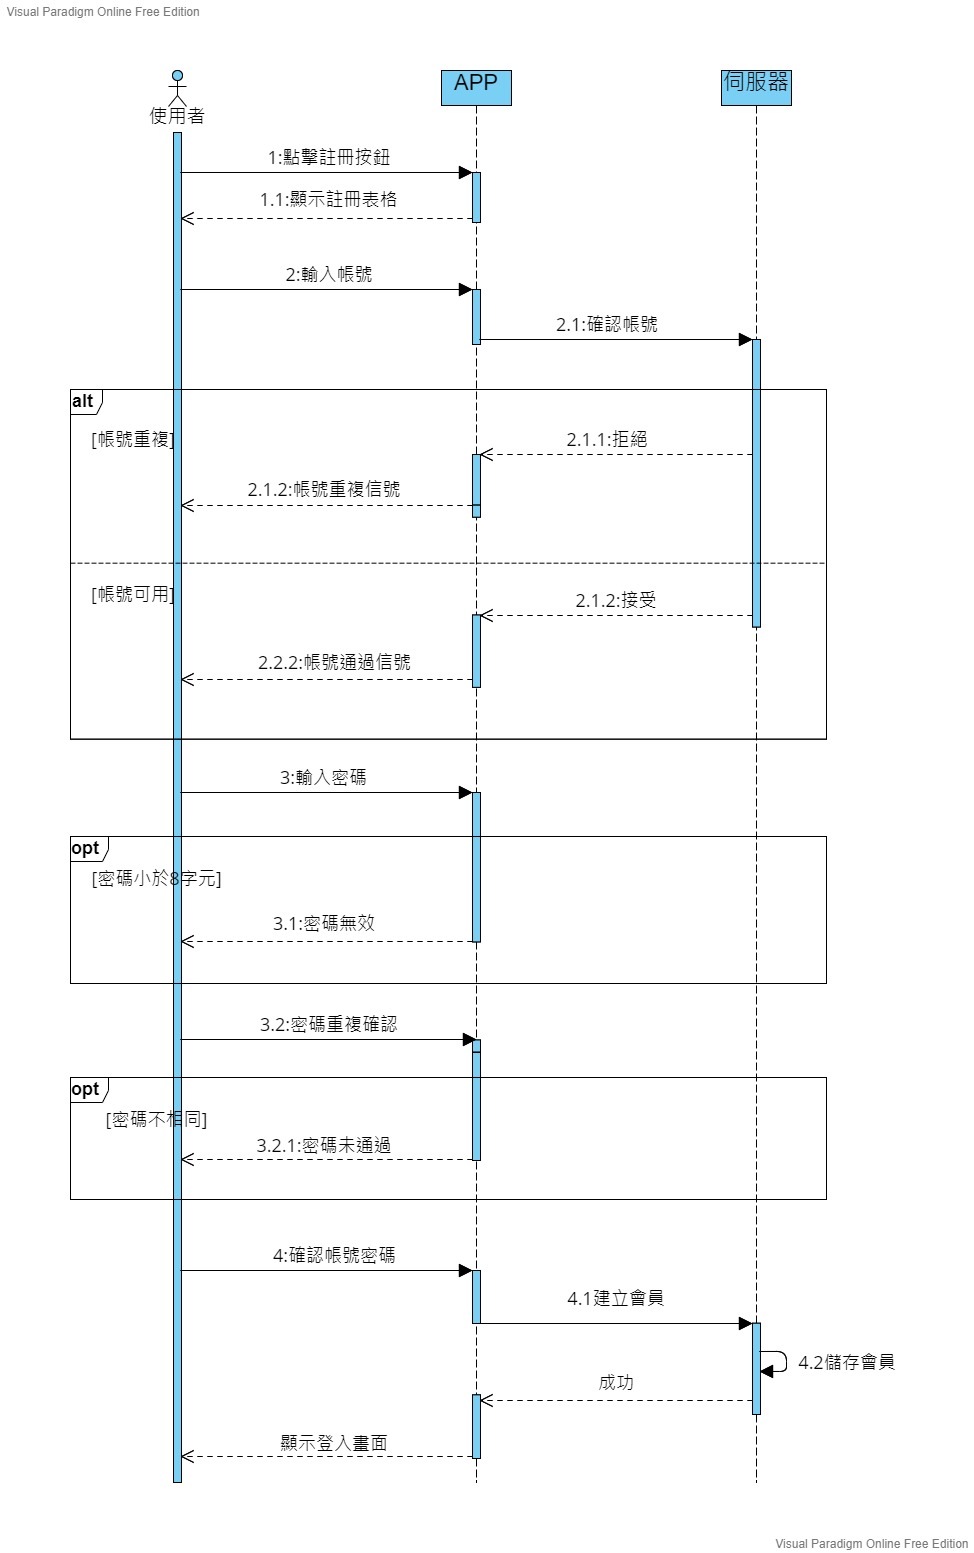 Visual Paradigm Online Free Edition
使用者
APP
伺服器
1:點擊註冊按鈕
1.1:顯示註冊表格
2:輸入帳號
2.1:確認帳號
alt
[帳號重複]
2.1.1:拒絕
2.1.2:帳號重複信號
[帳號可用]
2.1.2:接受
2.2.2:帳號通過信號
3:輸入密碼
opt
[密碼小於8字元]
3.1:密碼無效
3.2:密碼重複確認
opt
[密碼不相同]
3.2.1:密碼未通過
4:確認帳號密碼
4.1建立會員
4.2儲存會員
成功
顯示登入畫面
Visual Paradigm Online Free Edition